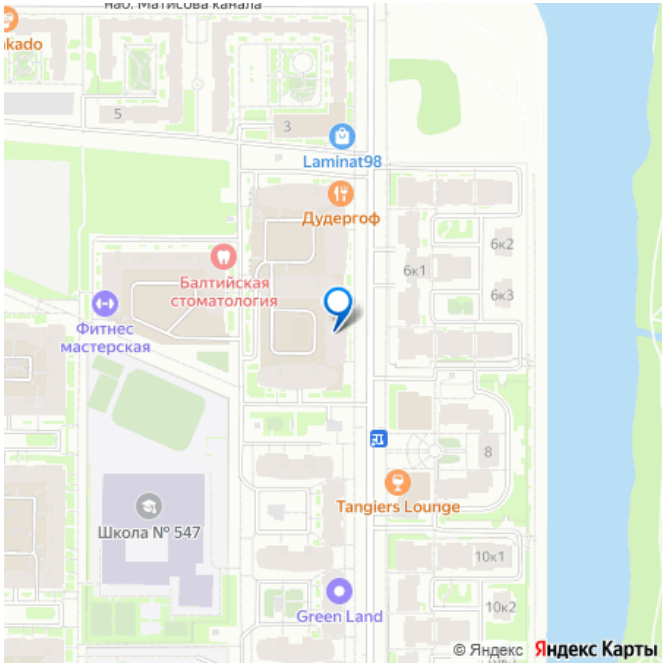 наб. Матисова канала
kado
5
3
Laminat98
Дудергоф
6к2
6к1
Балтийская
стоматология
6к3
Фитнес
мастерская
8
Tangiers Lounge
Школа № 547
10к1
10к2
Green Land
© Яндекс Яндекс Карты